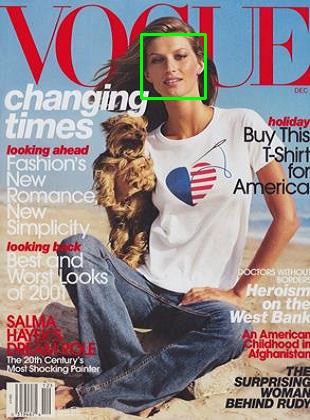 VOGUE
DEC
changing
times
looking ahead
Fashion's
New
Romance,
New
Simplicity
looking back
Best and
Worst Looks
of 2001
SALMA
HAYEK'S
DREAM ROLE
The 20th Century's
Most Shocking Painter
holiday
Buy This
T-Shirt
for
America
DOCTORS WITHOUT
BORDERS
Heroism
on the
West Bank
An American
Childhood in
Afghanistan
THE
SURPRISING
WOMAN
BEHIND RUDY